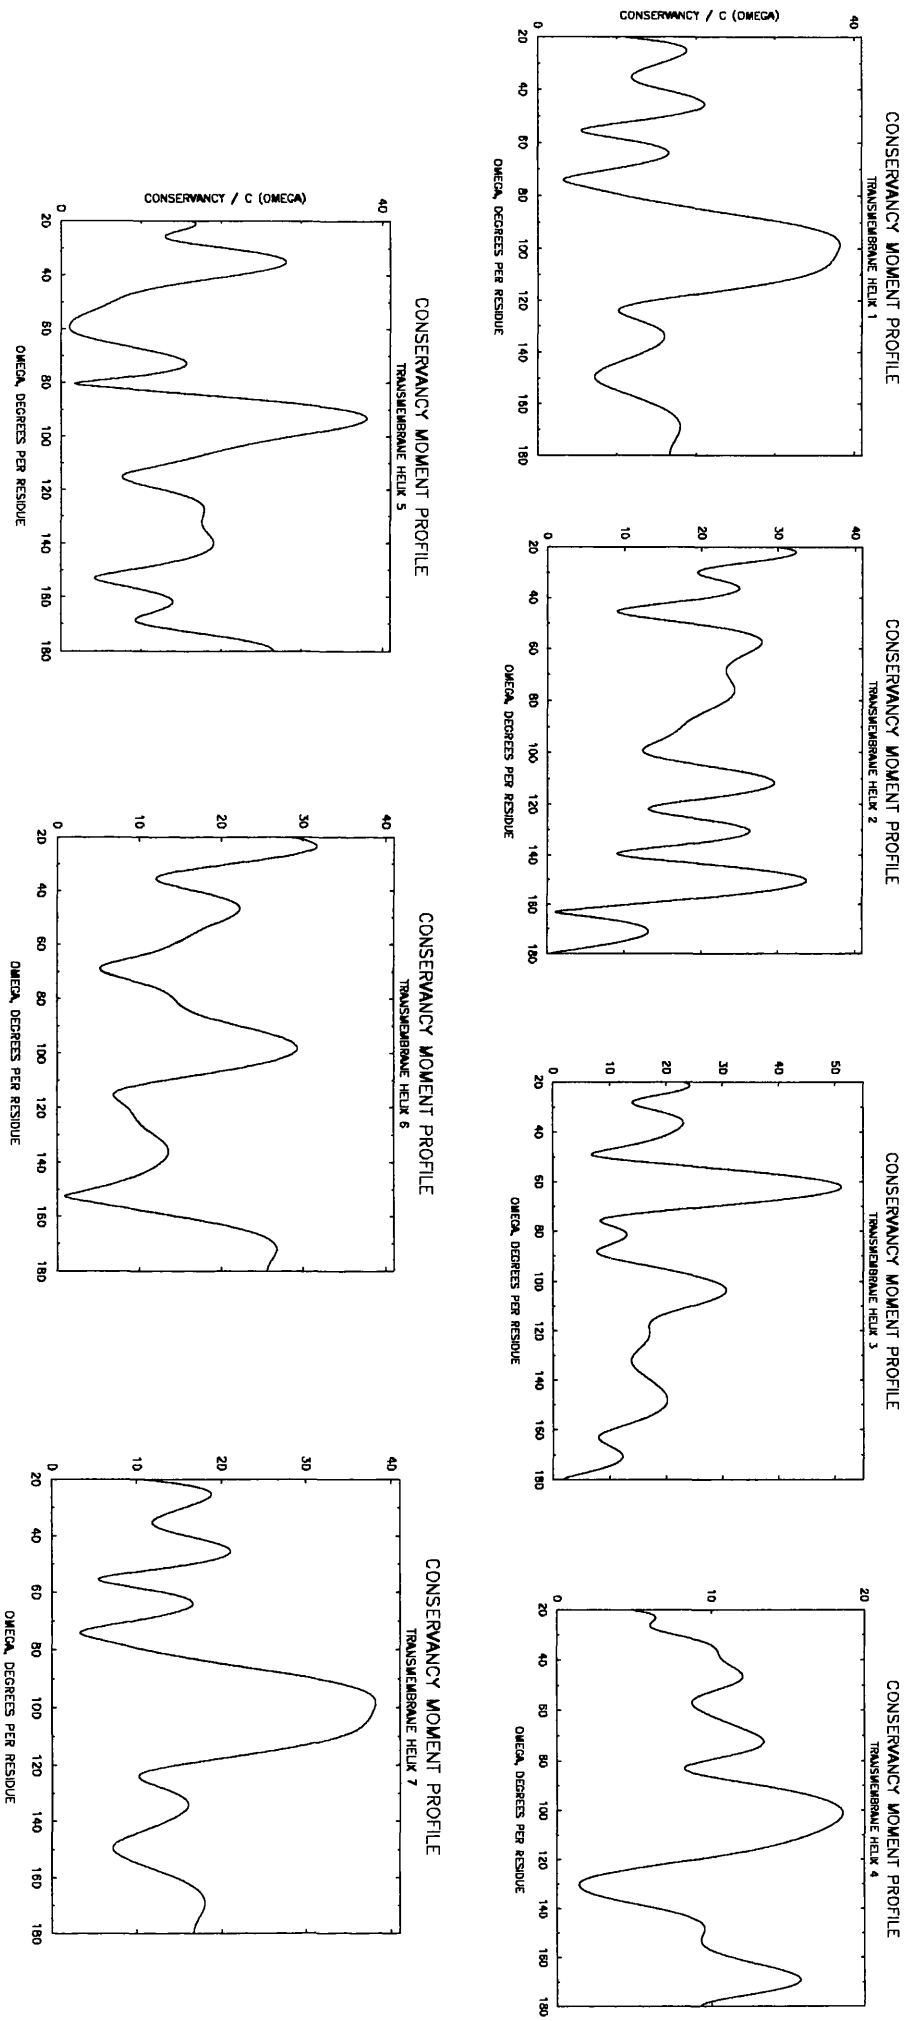 CONSERVANCY MOMENT PROFILE
TRANSMEMBRANE HELIX 1
CONSERVANCY / C (OMEGA)
40
0
20 40 60 80 100 120 140 160 180
OMEGA, DEGREES PER RESIDUE
CONSERVANCY MOMENT PROFILE
TRANSMEMBRANE HELIX 2
40
30
20
10
0
20 40 60 80 100 120 140 160 180
OMEGA, DEGREES PER RESIDUE
CONSERVANCY MOMENT PROFILE
TRANSMEMBRANE HELIX 3
50
40
30
20
10
0
20 40 60 80 100 120 140 160 180
OMEGA, DEGREES PER RESIDUE
CONSERVANCY MOMENT PROFILE
TRANSMEMBRANE HELIX 4
20
10
0
20 40 60 80 100 120 140 160 180
OMEGA, DEGREES PER RESIDUE
CONSERVANCY MOMENT PROFILE
TRANSMEMBRANE HELIX 5
CONSERVANCY / C (OMEGA)
40
0
20 40 60 80 100 120 140 160 180
OMEGA, DEGREES PER RESIDUE
CONSERVANCY MOMENT PROFILE
TRANSMEMBRANE HELIX 6
40
30
20
10
0
20 40 60 80 100 120 140 160 180
OMEGA, DEGREES PER RESIDUE
CONSERVANCY MOMENT PROFILE
TRANSMEMBRANE HELIX 7
40
30
20
10
0
20 40 60 80 100 120 140 160 180
OMEGA, DEGREES PER RESIDUE